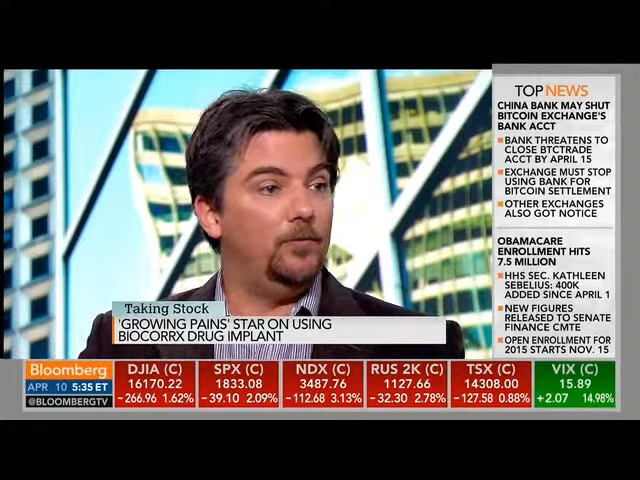 TOP NEWS
CHINA BANK MAY SHUT
BITCOIN EXCHANGE'S
BANK ACCT
BANK THREATENS TO
CLOSE BTCTRADE
ACCT BY APRIL 15
EXCHANGE MUST STOP
USING BANK FOR
BITCOIN SETTLEMENT
OTHER EXCHANGES
ALSO GOT NOTICE
OBAMACARE
ENROLLMENT HITS
7.5 MILLION
HHS SEC. KATHLEEN
SEBELIUS: 400K
ADDED SINCE APRIL 1
NEW FIGURES
RELEASED TO SENATE
FINANCE CMTE
OPEN ENROLLMENT FOR
2015 STARTS NOV. 15
Taking Stock
'GROWING PAINS' STAR ON USING
BIOCORRX DRUG IMPLANT
Bloomberg
APR 10 5:35 ET
@BLOOMBERGTV
DJIA (C)
16170.22
-266.96 1.62%
SPX (C)
1833.08
-39.10 2.09%
NDX (C)
3487.76
-112.68 3.13%
RUS 2K (C)
1127.66
-32.30 2.78%
TSX (C)
14308.00
-127.58 0.88%
VIX (C)
15.89
+2.07 14.98%